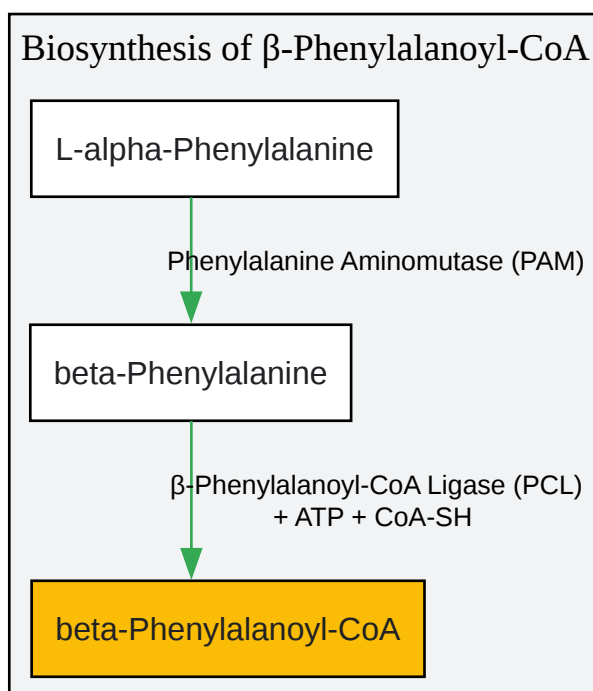 Biosynthesis of β-Phenylalanoyl-CoA
L-alpha-Phenylalanine
Phenylalanine Aminomutase (PAM)
beta-Phenylalanine
β-Phenylalanoyl-CoA Ligase (PCL)
+ ATP + CoA-SH
beta-Phenylalanoyl-CoA